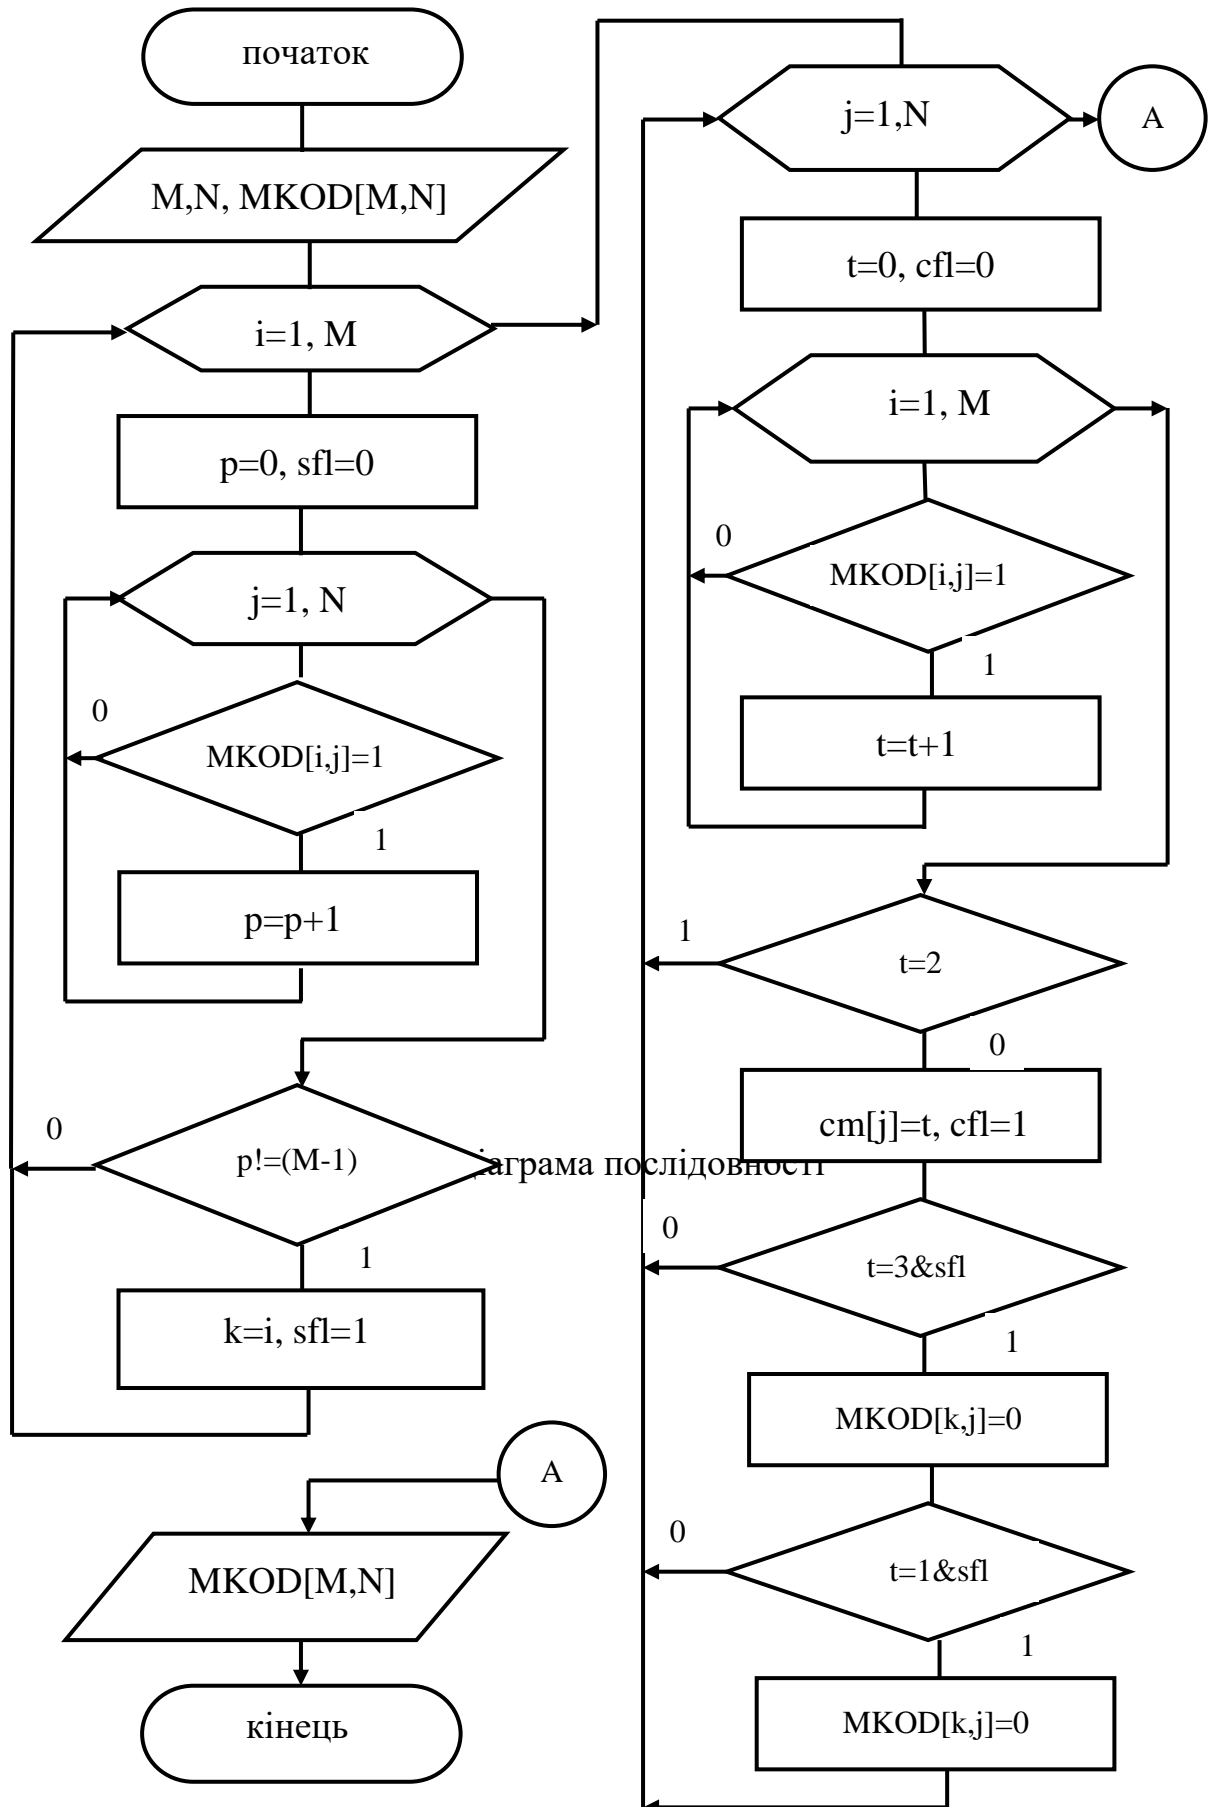 початок
M,N, MKOD[M,N]
i=1, M
p=0, sfl=0
j=1, N
0
MKOD[i,j]=1
1
p=p+1
0
p!=(M-1)
1
k=i, sfl=1
A
MKOD[M,N]
кінець
послідовності
j=1,N
A
t=0, cfl=0
i=1, M
0
MKOD[i,j]=1
1
t=t+1
1
t=2
0
cm[j]=t, cfl=1
0
t=3&sfl
1
MKOD[k,j]=0
0
t=1&sfl
1
MKOD[k,j]=0